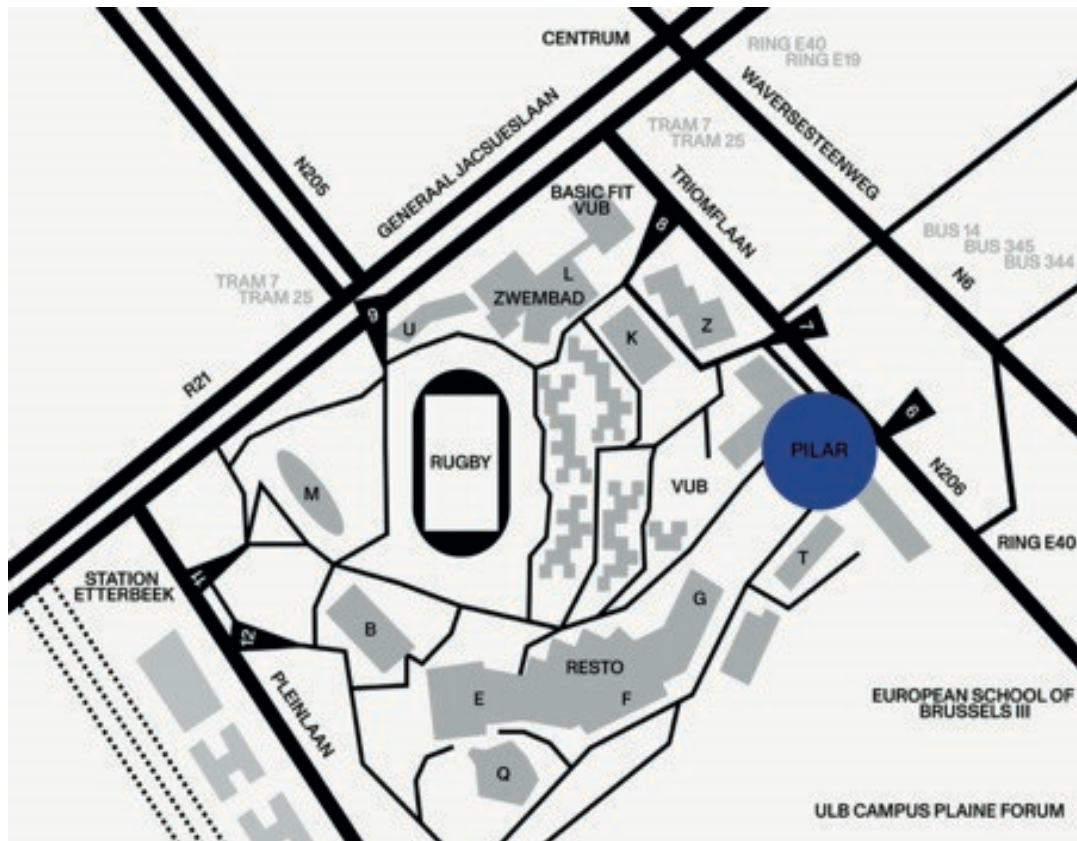 CENTRUM
RING E40
RING E19
WAVERSESTEENWEG
N205
GENERAAL JACSUESLAAN
TRAM 7
TRAM 25
TRIOMFLAAN
BASIC FIT
VUB
8
BUS 14
BUS 345
BUS 344
N6
TRAM 7
TRAM 25
9
U
L
ZWEMBAD
K
Z
7
R21
RUGBY
PILAR
6
M
VUB
N206
RING E40
STATION
ETTERBEEK
11
T
B
12
G
RESTO
E
F
PLEINLAAN
EUROPEAN SCHOOL OF
BRUSSELS III
Q
ULB CAMPUS PLAINE FORUM